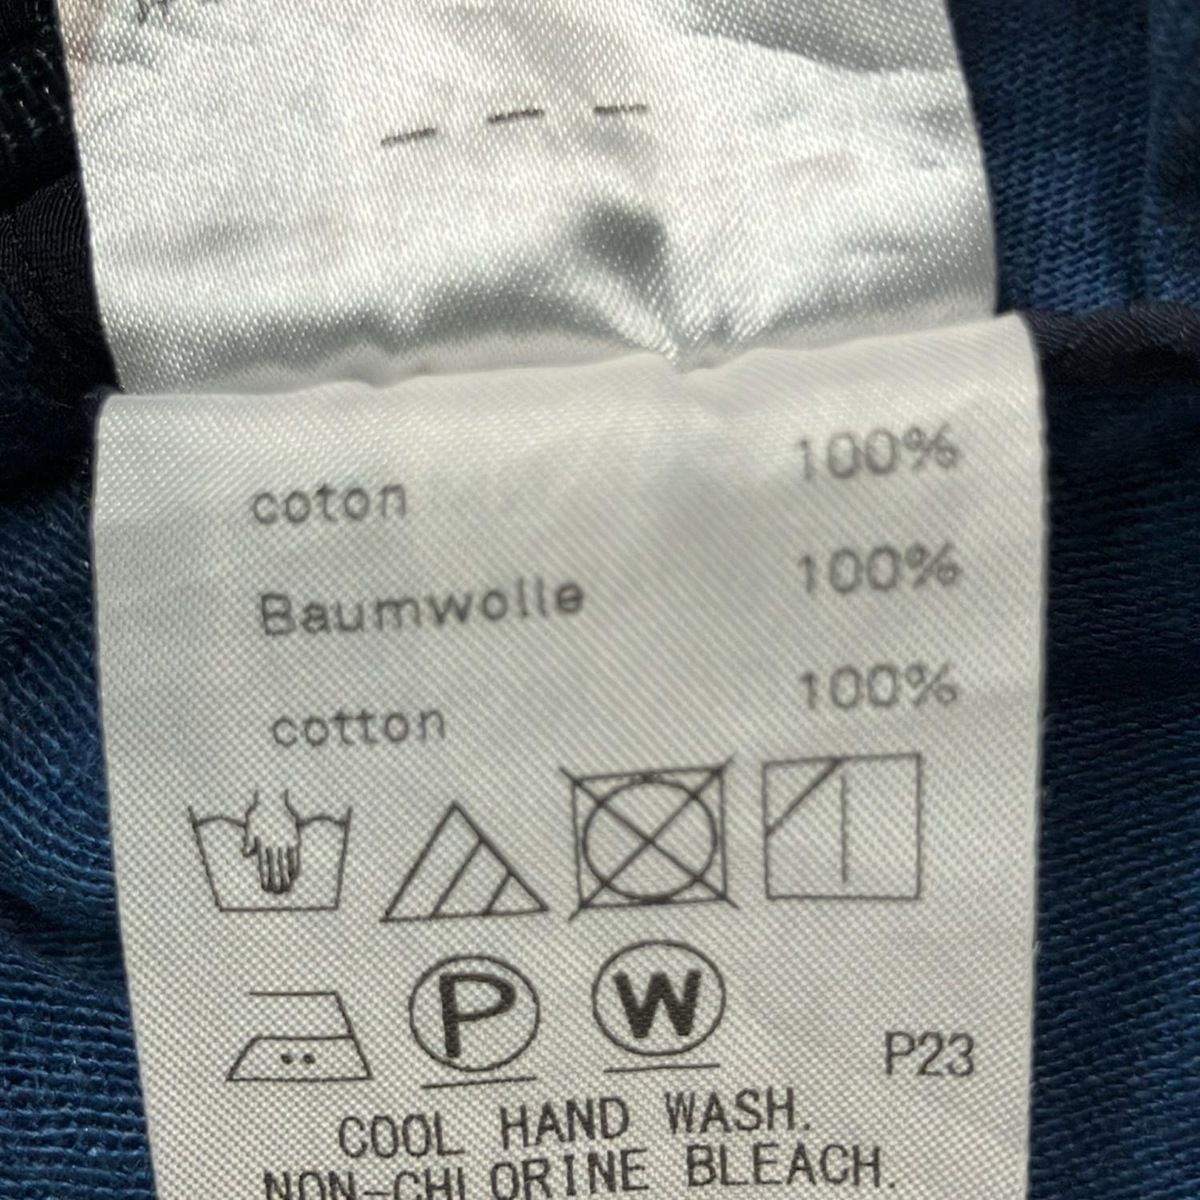 coton 100%
Baumwolle 100%
cotton 100%
P W
P23
COOL HAND WASH.
NON-CHLORINE BLEACH.